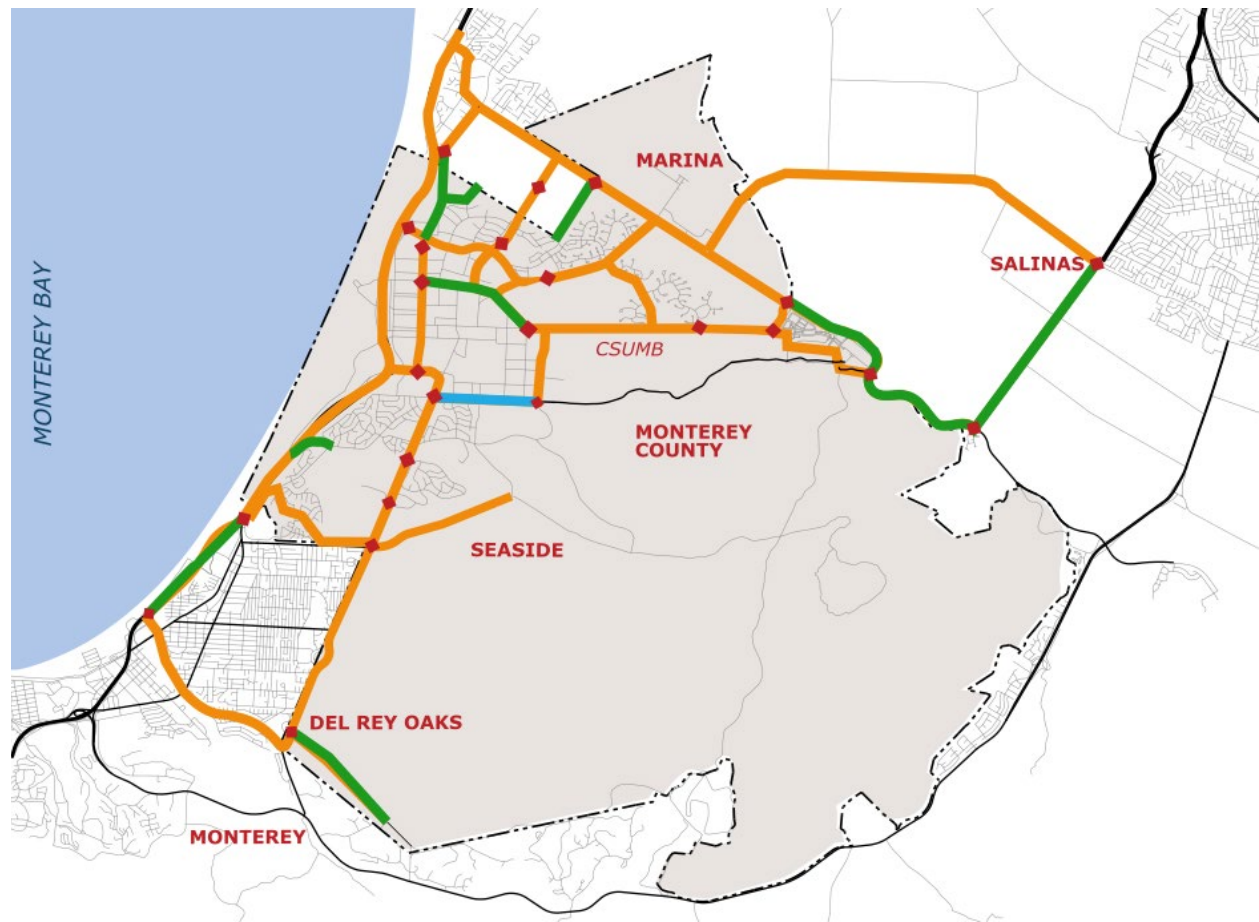 MARINA
MONTEREY BAY
SALINAS
CSUMB
MONTEREY
COUNTY
SEASIDE
DEL REY OAKS
MONTEREY